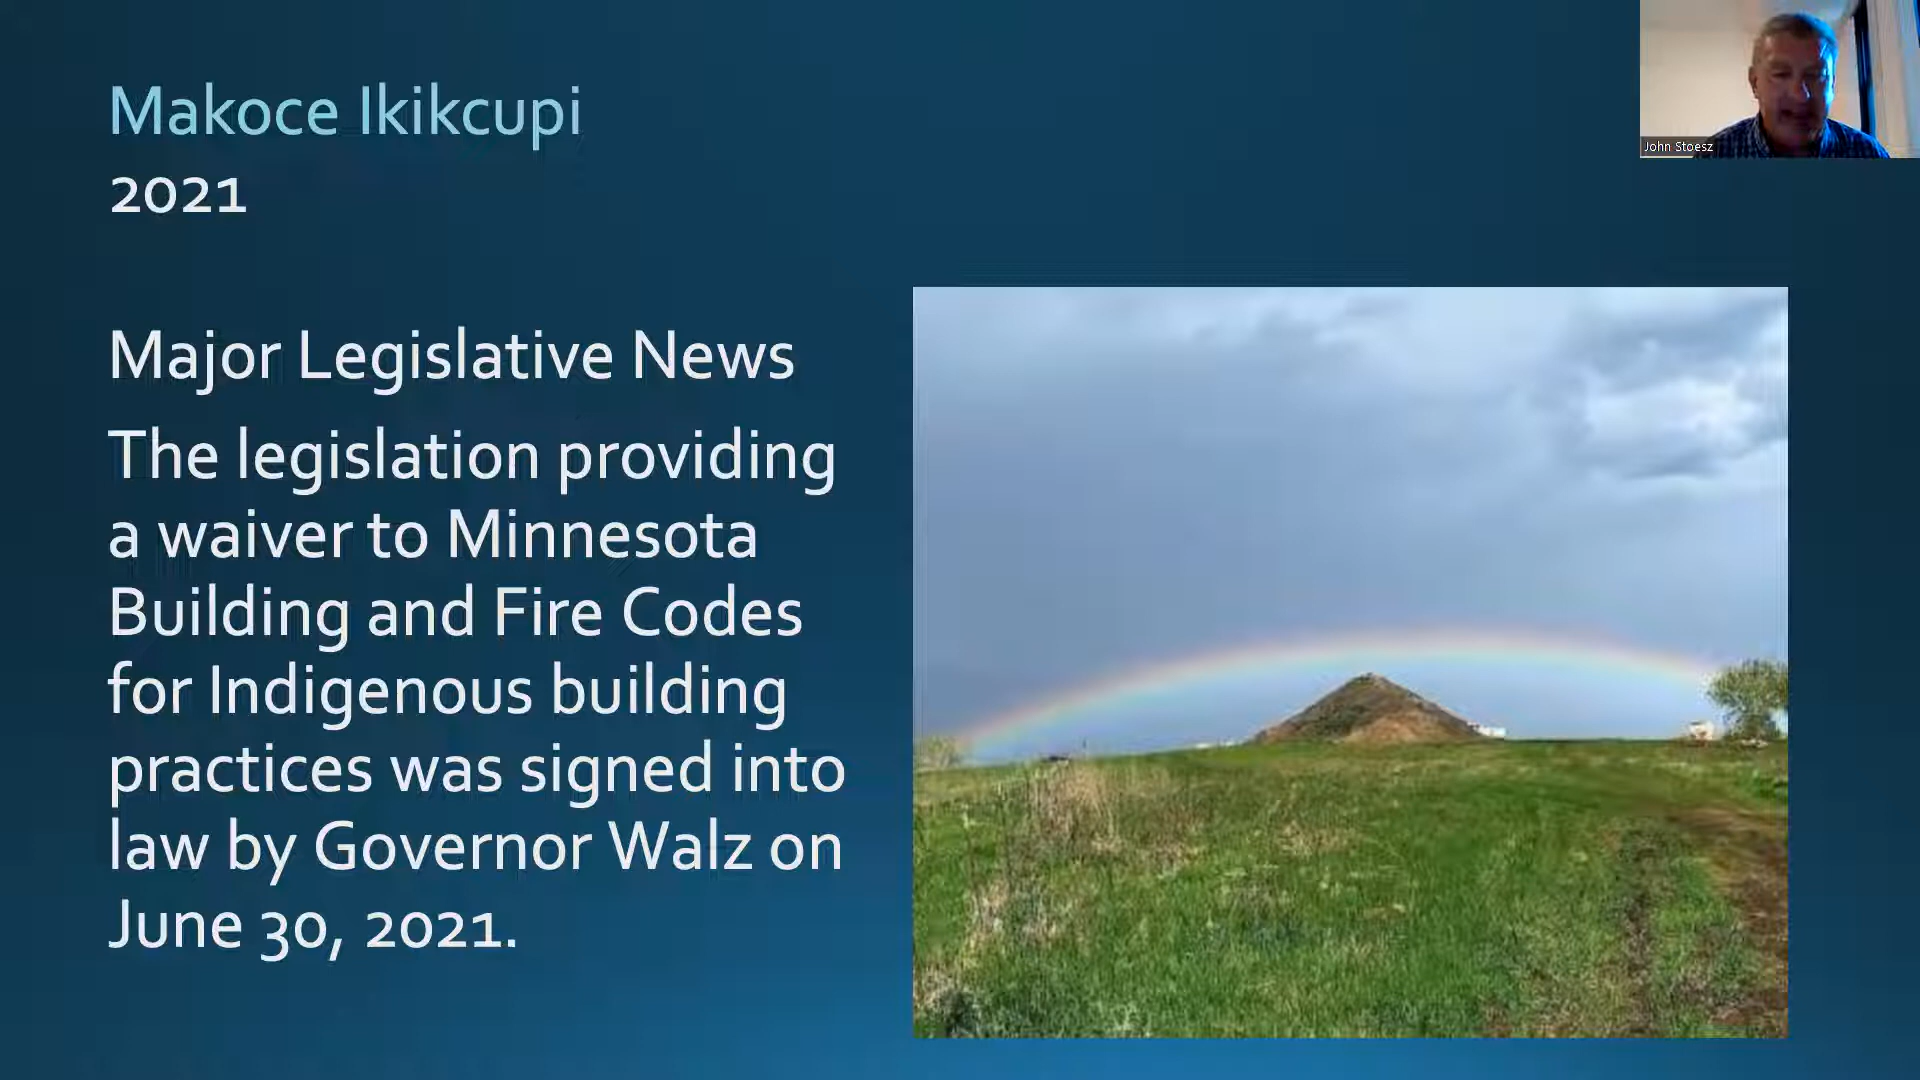 Makoce Ikikcupi
2021
Major Legislative News
The legislation providing
a waiver to Minnesota
Building and Fire Codes
for Indigenous building
practices was signed into
law by Governor Walz on
June 30, 2021.
John Stoesz